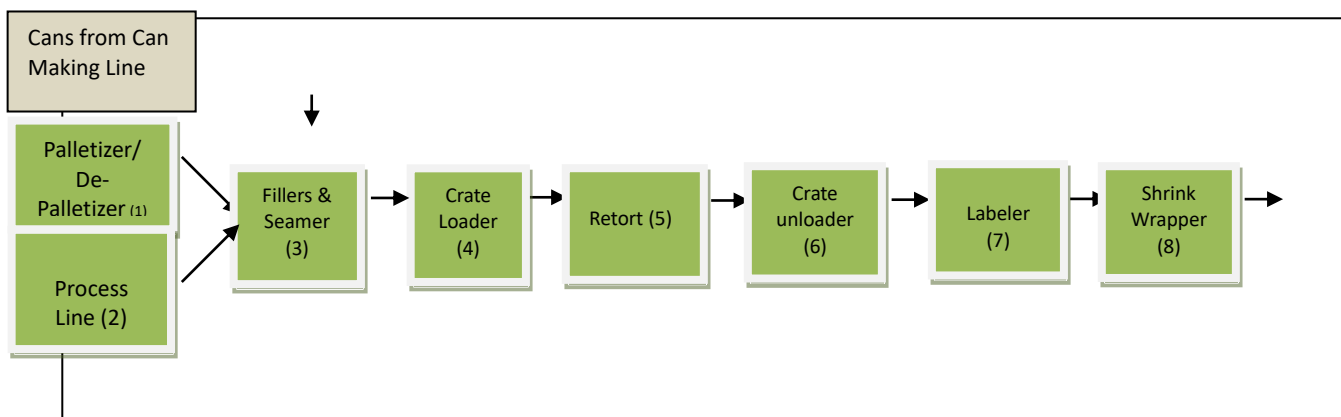 Cans from Can
Making Line
Palletizer/
De-
Palletizer (1)
Process
Line (2)
Fillers &
Seamer
(3)
Crate
Loader
(4)
Retort (5)
Crate
unloader
(6)
Labeler
(7)
Shrink
Wrapper
(8)